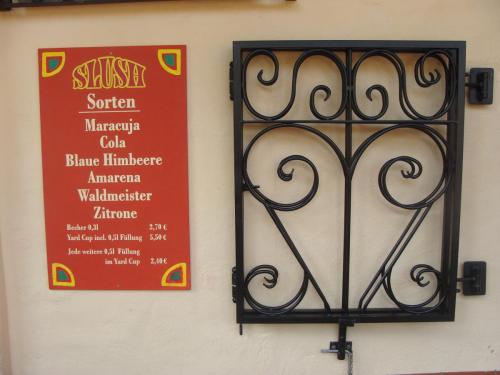 SLUSH
Sorten
Maracuja
Cola
Blaue Himbeere
Amarena
Waldmeister
Zitrone
Becher 0,3l 2,70 €
Yard Cup incl. 0,5l Füllung 5,50 €
Jede weitere 0,5l Füllung
im Yard Cup 2,40 €